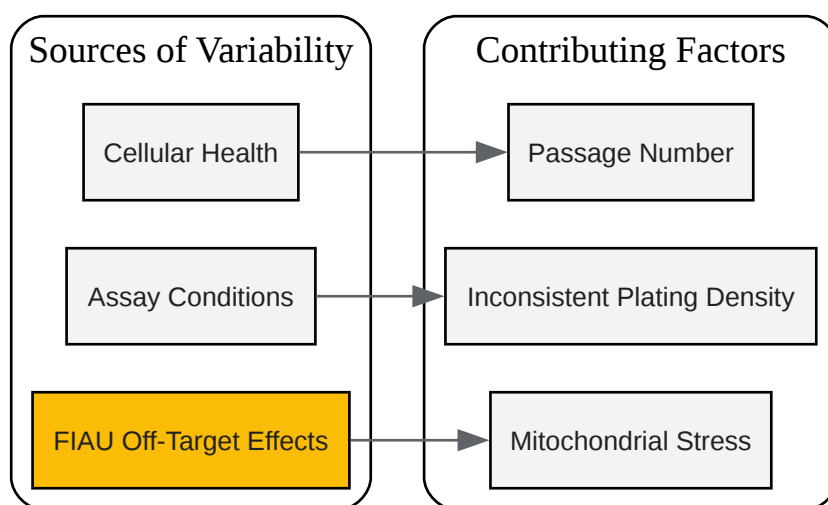 Sources of Variability
Contributing Factors
Cellular Health
Passage Number
Assay Conditions
Inconsistent Plating Density
FIAU Off-Target Effects
Mitochondrial Stress